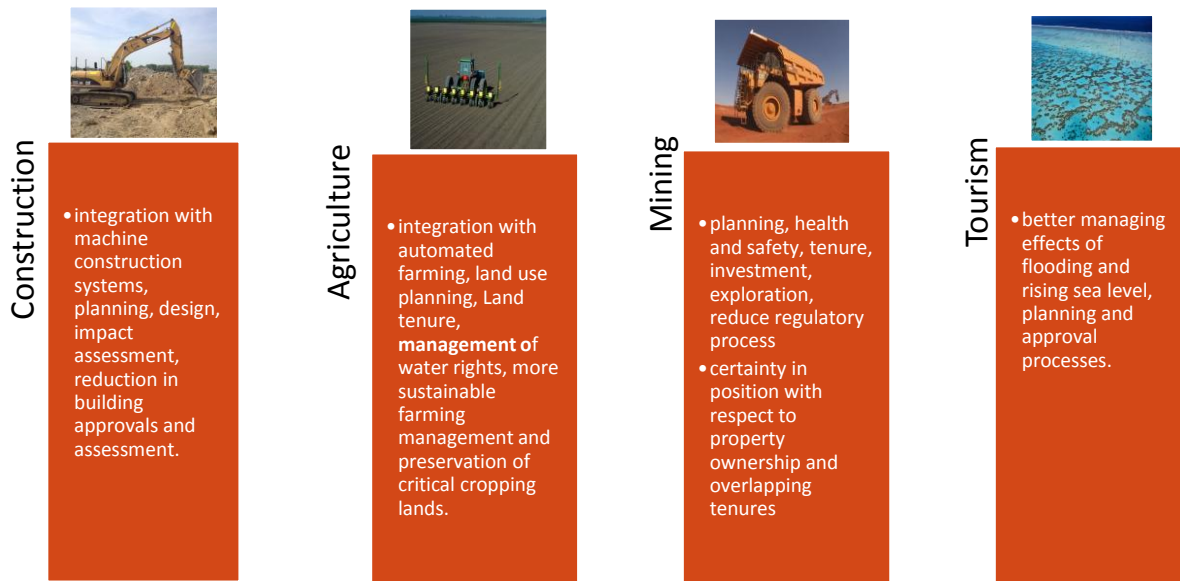 Construction
•integration with
machine
construction
systems,
planning, design,
impact
assessment,
reduction in
building
approvals and
assessment.
Agriculture
•integration with
automated
farming, land use
planning, Land
tenure,
management of
water rights, more
sustainable
farming
management and
preservation of
critical cropping
lands.
Mining
•planning, health
and safety, tenure,
investment,
exploration,
reduce regulatory
process
•certainty in
position with
respect to
property
ownership and
overlapping
tenures
Tourism
•better managing
effects of
flooding and
rising sea level,
planning and
approval
processes.